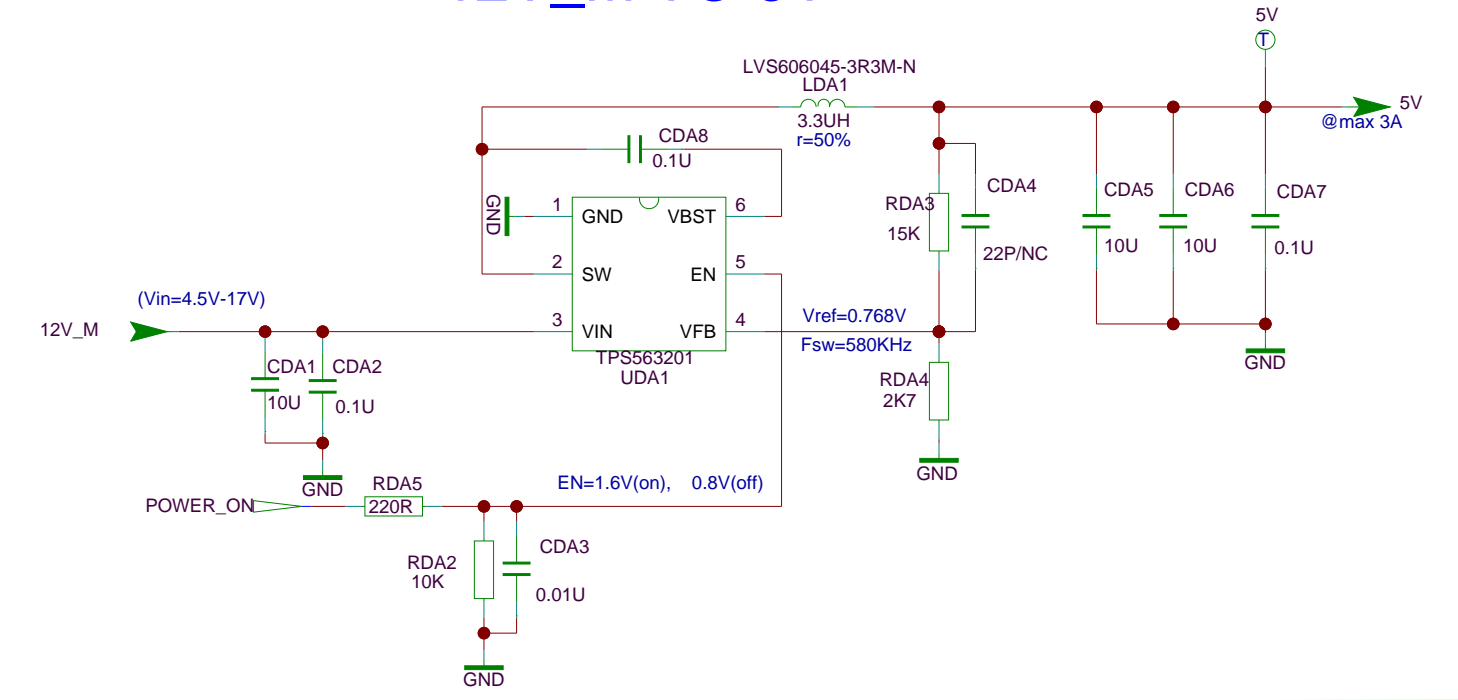 5V
LVS606045-3R3M-N
LDA1
3.3UH
r=50%
5V
@max 3A
CDA8
0.1U
GND
1
GND
VBST
6
2
SW
EN
5
3
VIN
VFB
4
TPS563201
UDA1
RDA3
15K
CDA4
22P/NC
CDA5
10U
CDA6
10U
CDA7
0.1U
GND
(Vin=4.5V-17V)
12V_M
Vref=0.768V
Fsw=580KHz
CDA1
10U
CDA2
0.1U
GND
RDA4
2K7
GND
POWER_ON
RDA5
220R
EN=1.6V(on), 0.8V(off)
RDA2
10K
CDA3
0.01U
GND
T